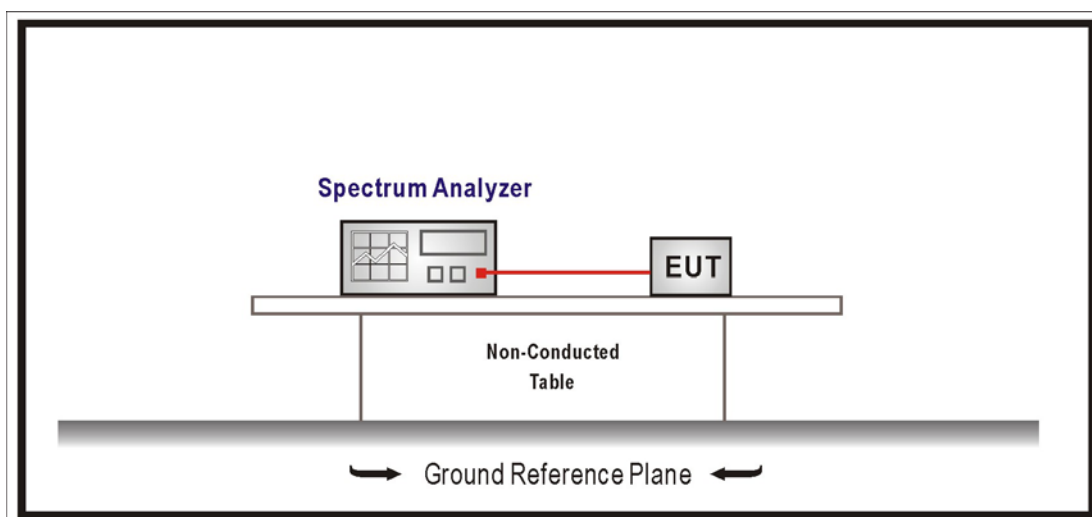 Spectrum Analyzer
EUT
Non-Conducted
Table
Ground Reference Plane